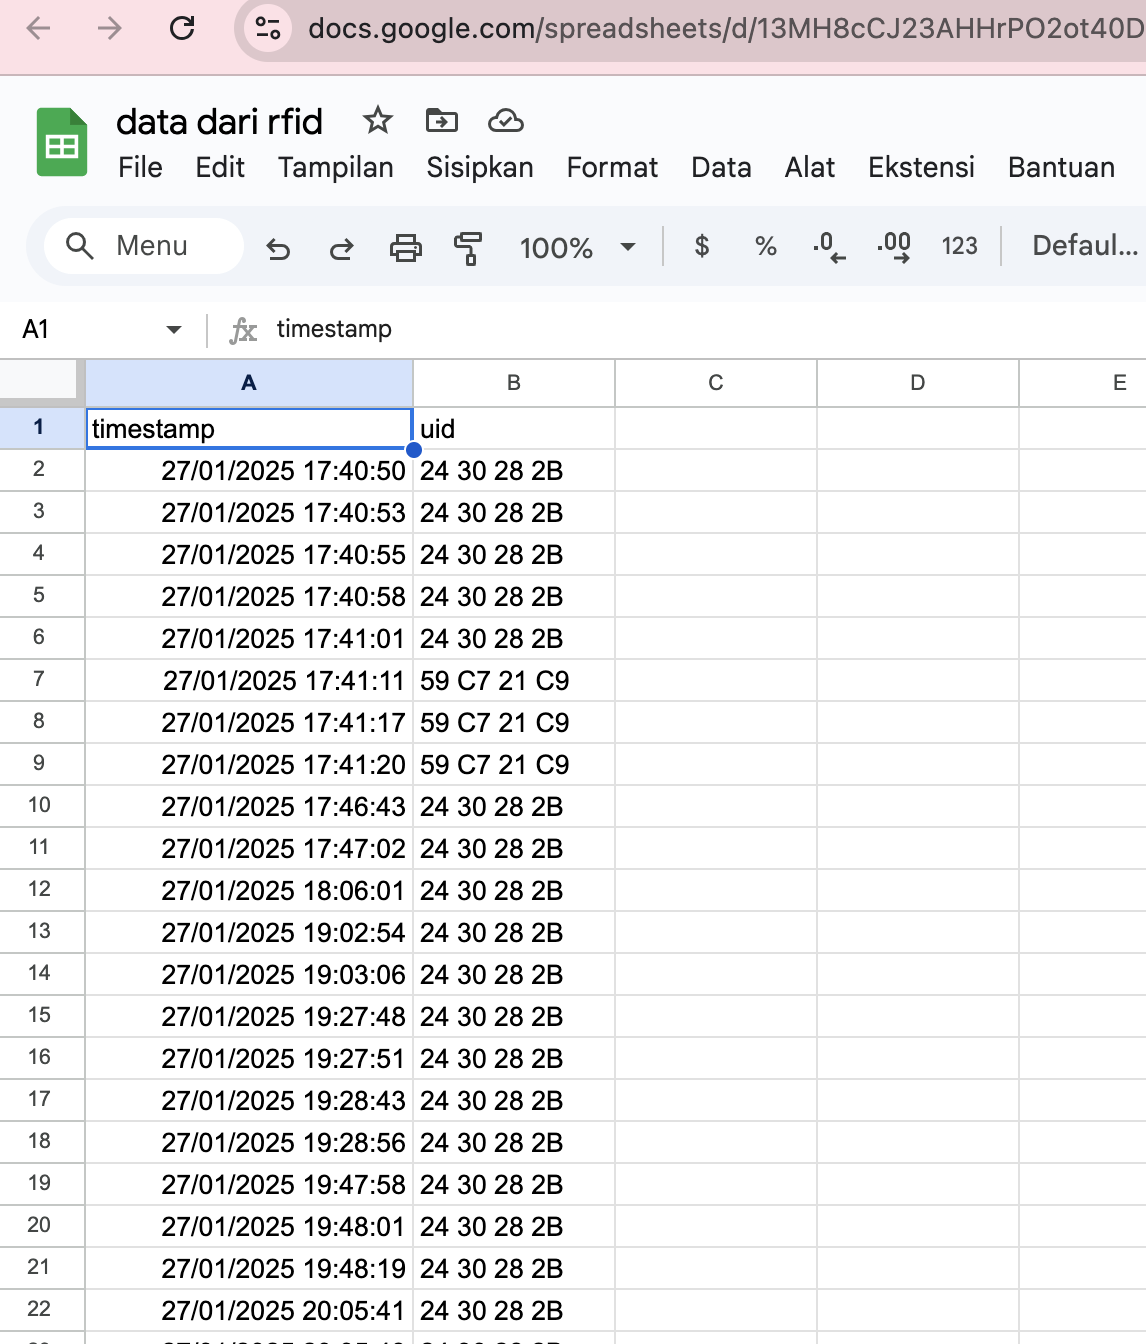 docs.google.com/spreadsheets/d/13MH8cCJ23AHHrPO2ot40D
data dari rfid
File Edit Tampilan Sisipkan Format Data Alat Ekstensi Bantuan
Menu 100% $ % .0 .00 123 Defaul...
A1 fx timestamp
A B C D E
1 timestamp uid
2 27/01/2025 17:40:50 24 30 28 2B
3 27/01/2025 17:40:53 24 30 28 2B
4 27/01/2025 17:40:55 24 30 28 2B
5 27/01/2025 17:40:58 24 30 28 2B
6 27/01/2025 17:41:01 24 30 28 2B
7 27/01/2025 17:41:11 59 C7 21 C9
8 27/01/2025 17:41:17 59 C7 21 C9
9 27/01/2025 17:41:20 59 C7 21 C9
10 27/01/2025 17:46:43 24 30 28 2B
11 27/01/2025 17:47:02 24 30 28 2B
12 27/01/2025 18:06:01 24 30 28 2B
13 27/01/2025 19:02:54 24 30 28 2B
14 27/01/2025 19:03:06 24 30 28 2B
15 27/01/2025 19:27:48 24 30 28 2B
16 27/01/2025 19:27:51 24 30 28 2B
17 27/01/2025 19:28:43 24 30 28 2B
18 27/01/2025 19:28:56 24 30 28 2B
19 27/01/2025 19:47:58 24 30 28 2B
20 27/01/2025 19:48:01 24 30 28 2B
21 27/01/2025 19:48:19 24 30 28 2B
22 27/01/2025 20:05:41 24 30 28 2B